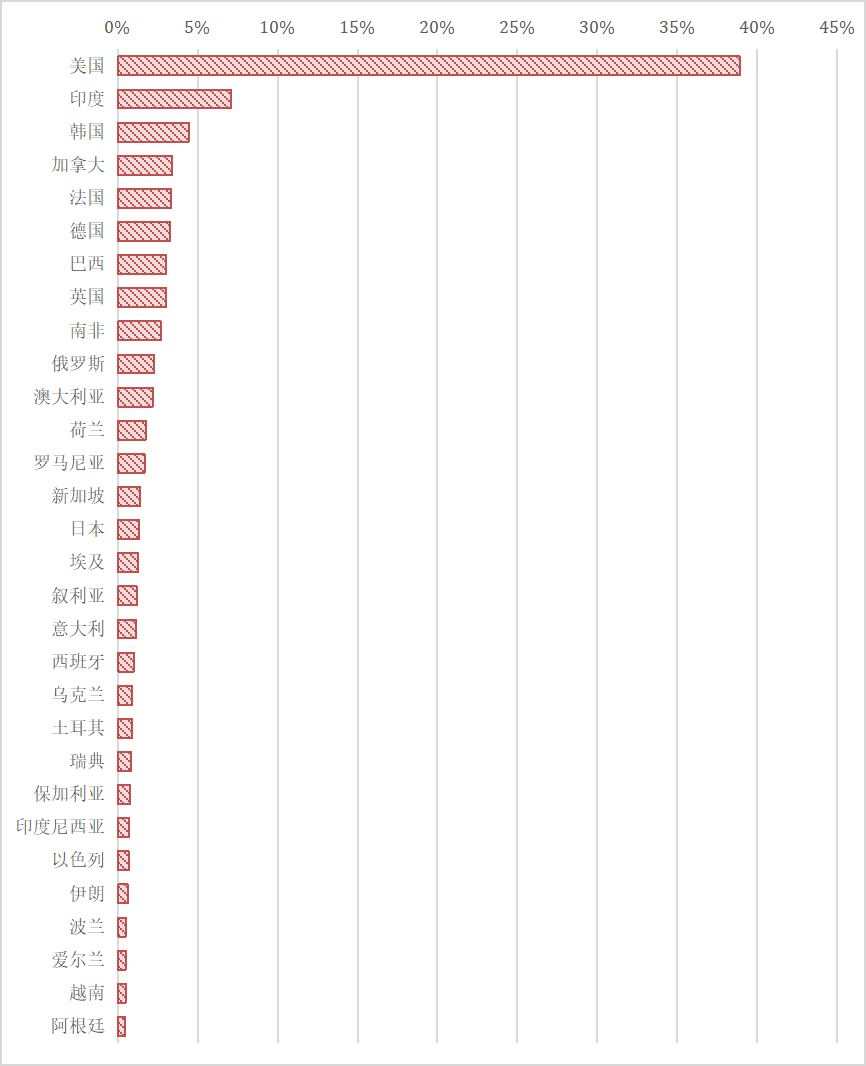 0% 5% 10% 15% 20% 25% 30% 35% 40% 45%
美国
印度
韩国
加拿大
法国
德国
巴西
英国
南非
俄罗斯
澳大利亚
荷兰
罗马尼亚
新加坡
日本
埃及
叙利亚
意大利
西班牙
乌克兰
土耳其
瑞典
保加利亚
印度尼西亚
以色列
伊朗
波兰
爱尔兰
越南
阿根廷